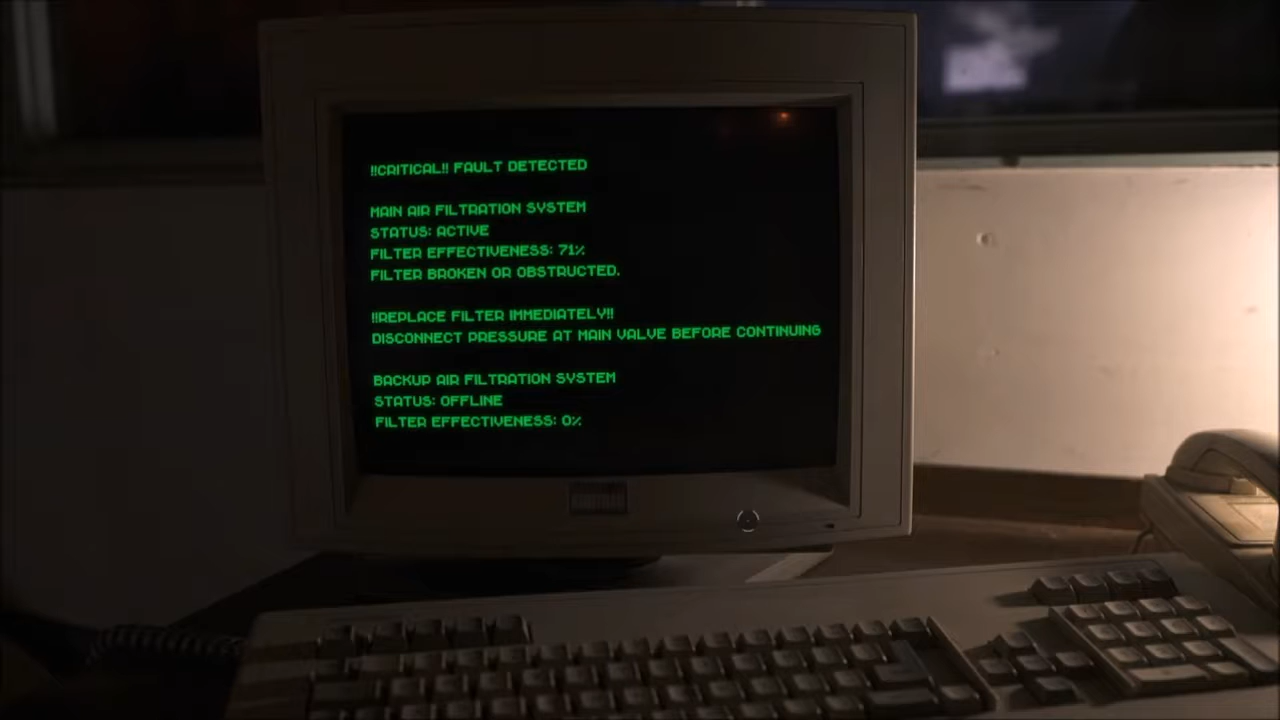 !!CRITICAL!! FAULT DETECTED
MAIN AIR FILTRATION SYSTEM
STATUS: ACTIVE
FILTER EFFECTIVENESS: 71%
FILTER BROKEN OR OBSTRUCTED.
!!REPLACE FILTER IMMEDIATELY!!
DISCONNECT PRESSURE AT MAIN VALVE BEFORE CONTINUING
BACKUP AIR FILTRATION SYSTEM
STATUS: OFFLINE
FILTER EFFECTIVENESS: 0%